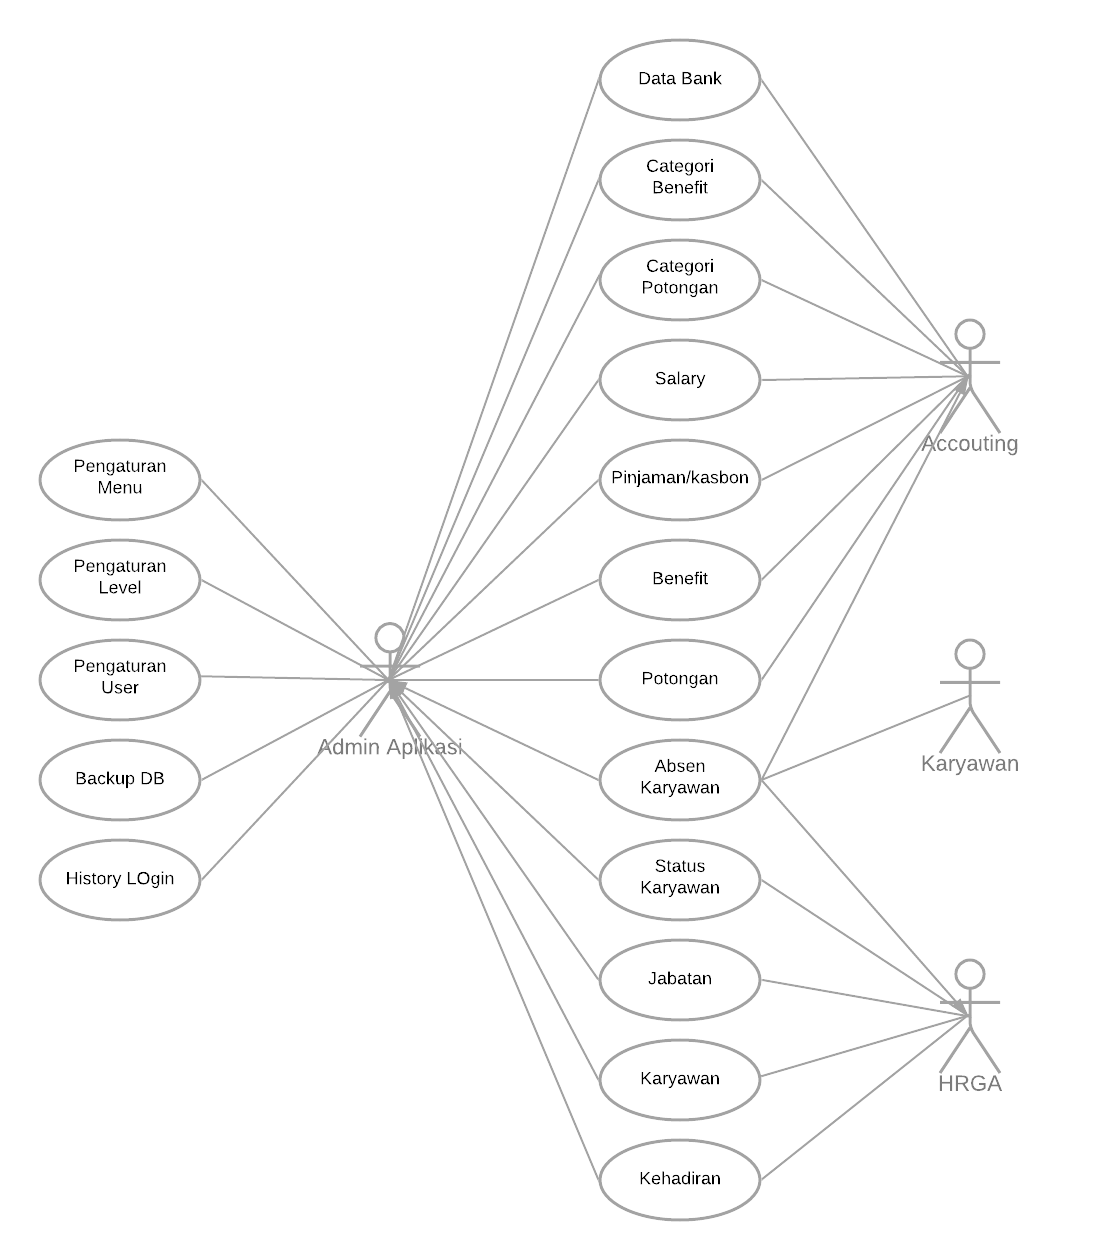 Data Bank
Categori
Benefit
Categori
Potongan
Salary
Accouting
Pengaturan
Menu
Pinjaman/kasbon
Pengaturan
Level
Benefit
Pengaturan
User
Potongan
Admin Aplikasi
Karyawan
Backup DB
Absen
Karyawan
History LOgin
Status
Karyawan
Jabatan
Karyawan
HRGA
Kehadiran